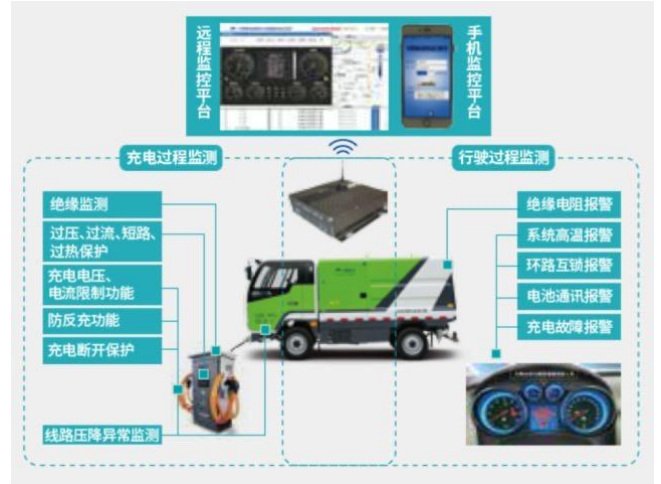 远程监控平台
手机监控平台
充电过程监测
行驶过程监测
绝缘监测
过压、过流、短路、
过热保护
充电电压、
电流限制功能
防反充功能
充电断开保护
线路压降异常监测
绝缘电阻报警
系统高温报警
环路互锁报警
电池通讯报警
充电故障报警